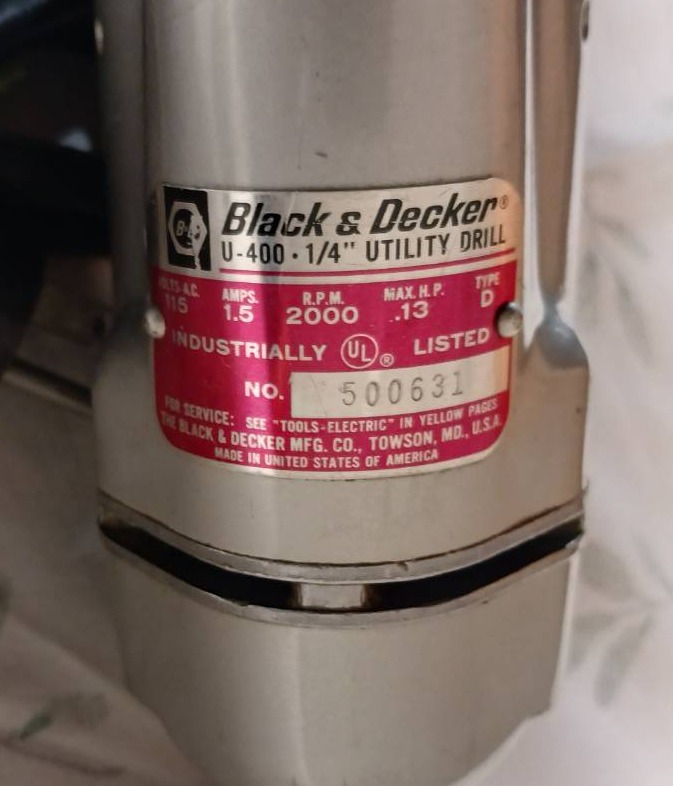 B&D Black & Decker®
U-400 · 1/4" UTILITY DRILL
VOLTS A.C. AMPS. R.P.M. MAX. H.P. TYPE
115 1.5 2000 .13 D
INDUSTRIALLY UL® LISTED
NO. 500631
FOR SERVICE: SEE "TOOLS-ELECTRIC" IN YELLOW PAGES
THE BLACK & DECKER MFG. CO., TOWSON, MD., U.S.A.
MADE IN UNITED STATES OF AMERICA